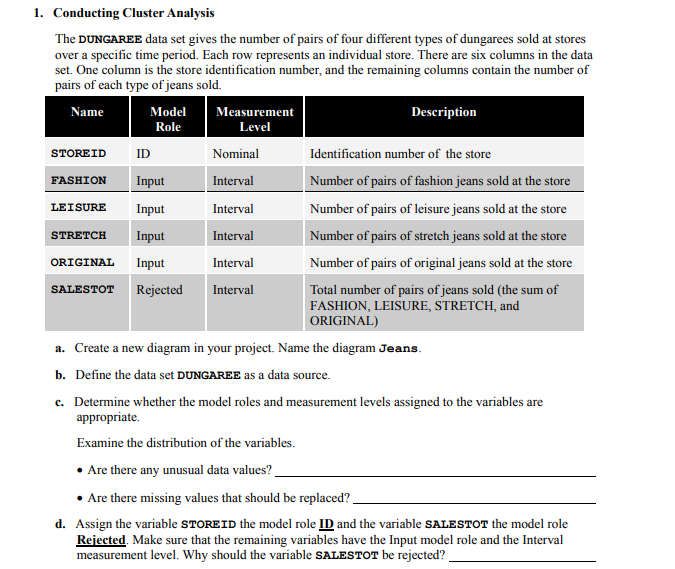 1. Conducting Cluster Analysis
The DUNGAREE data set gives the number of pairs of four different types of dungarees sold at stores
over a specific time period. Each row represents an individual store. There are six columns in the data
set. One column is the store identification number, and the remaining columns contain the number of
pairs of each type of jeans sold.
Name Model Role Measurement Level Description
STOREID ID Nominal Identification number of the store
FASHION Input Interval Number of pairs of fashion jeans sold at the store
LEISURE Input Interval Number of pairs of leisure jeans sold at the store
STRETCH Input Interval Number of pairs of stretch jeans sold at the store
ORIGINAL Input Interval Number of pairs of original jeans sold at the store
SALESTOT Rejected Interval Total number of pairs of jeans sold (the sum of
FASHION, LEISURE, STRETCH, and
ORIGINAL)
a. Create a new diagram in your project. Name the diagram Jeans.
b. Define the data set DUNGAREE as a data source.
c. Determine whether the model roles and measurement levels assigned to the variables are
appropriate.
Examine the distribution of the variables.
• Are there any unusual data values?
• Are there missing values that should be replaced?
d. Assign the variable STOREID the model role ID and the variable SALESTOT the model role
Rejected. Make sure that the remaining variables have the Input model role and the Interval
measurement level. Why should the variable SALESTOT be rejected?